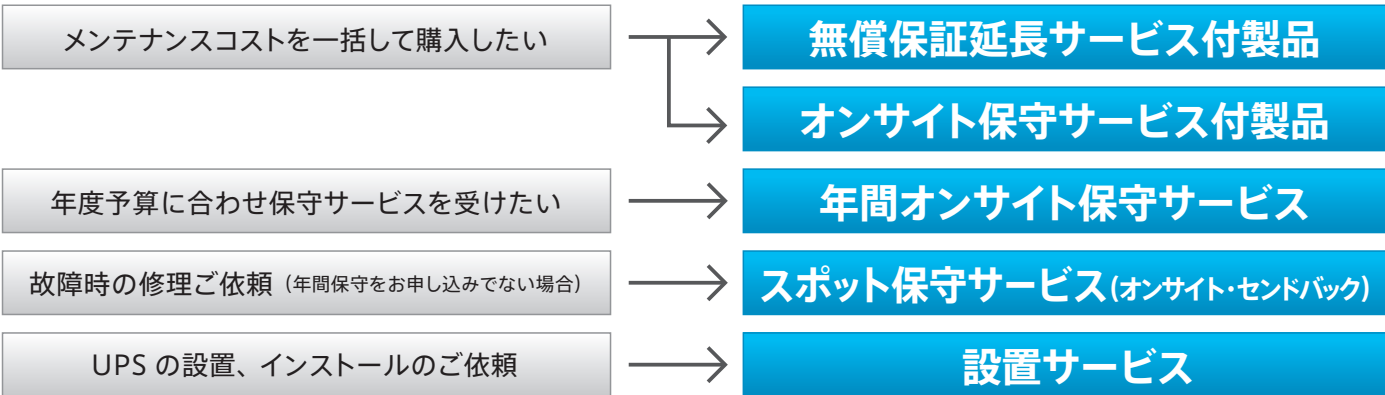 メンテナンスコストを一括して購入したい
無償保証延長サービス付製品
オンサイト保守サービス付製品
年度予算に合わせ保守サービスを受けたい
年間オンサイト保守サービス
故障時の修理ご依頼（年間保守をお申し込みでない場合）
スポット保守サービス(オンサイト・センドバック)
UPS の設置、インストールのご依頼
設置サービス